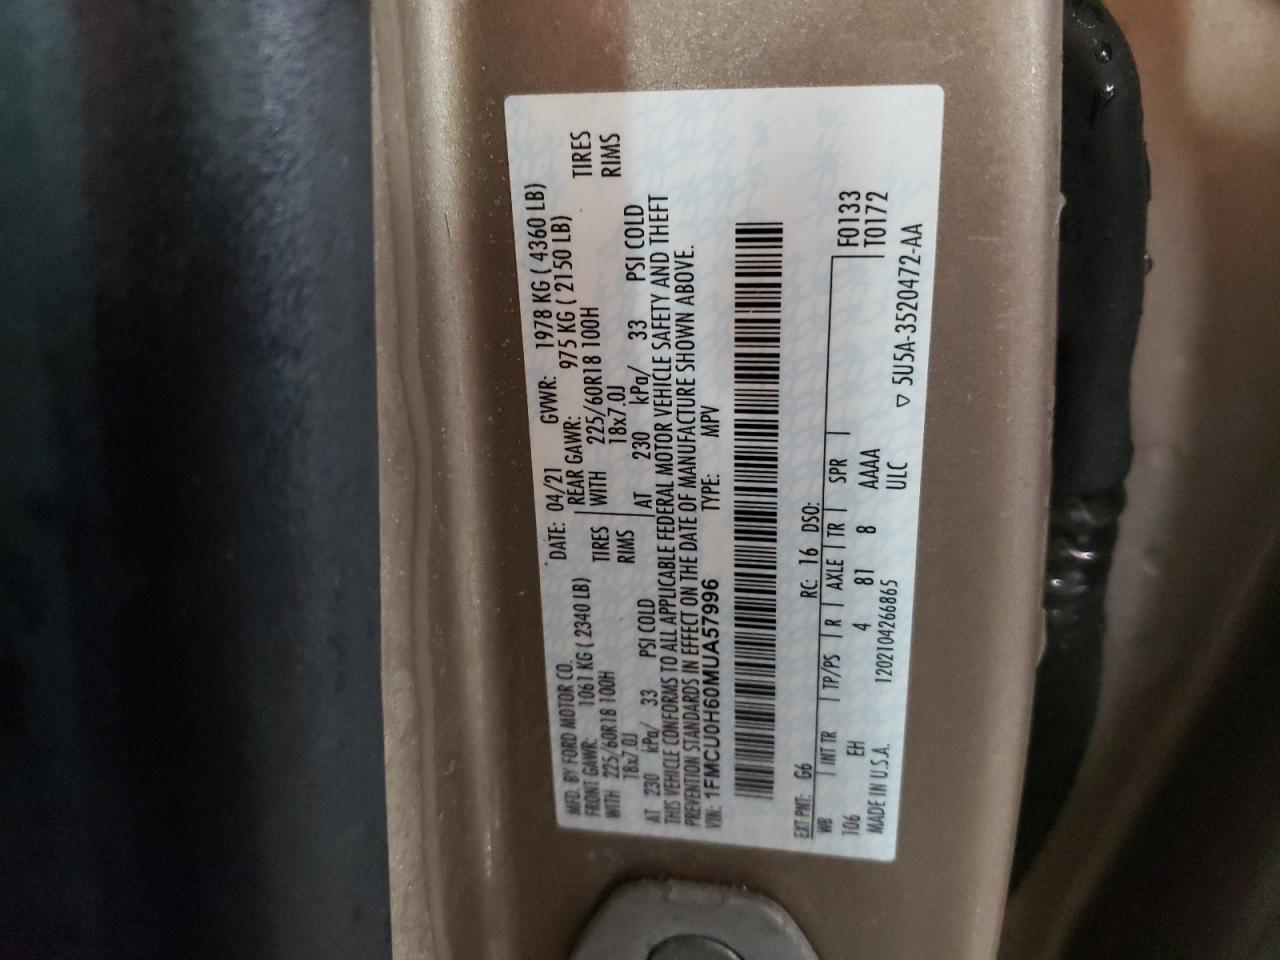 MFD. BY FORD MOTOR CO. DATE: 04/21 GVWR: 1978 KG ( 4360 LB)
FRONT GAWR: 1061 KG ( 2340 LB) REAR GAWR: 975 KG ( 2150 LB)
WITH 225/60R18 100H TIRES WITH 225/60R18 100H TIRES
18x7.0J RIMS 18x7.0J RIMS
AT 230 kPa/ 33 PSI COLD AT 230 kPa/ 33 PSI COLD
THIS VEHICLE CONFORMS TO ALL APPLICABLE FEDERAL MOTOR VEHICLE SAFETY AND THEFT
PREVENTION STANDARDS IN EFFECT ON THE DATE OF MANUFACTURE SHOWN ABOVE.
VIN: 1FMCU0H60MUA57996 TYPE: MPV
EXT PNT: G6 RC: 16 DSO:
WB INT TR TP/PS R AXLE TR SPR F0133
106 EH 4 81 8 AAAA T0172
MADE IN U.S.A. 1202104266865 ULC
▽ 5U5A-3520472-AA